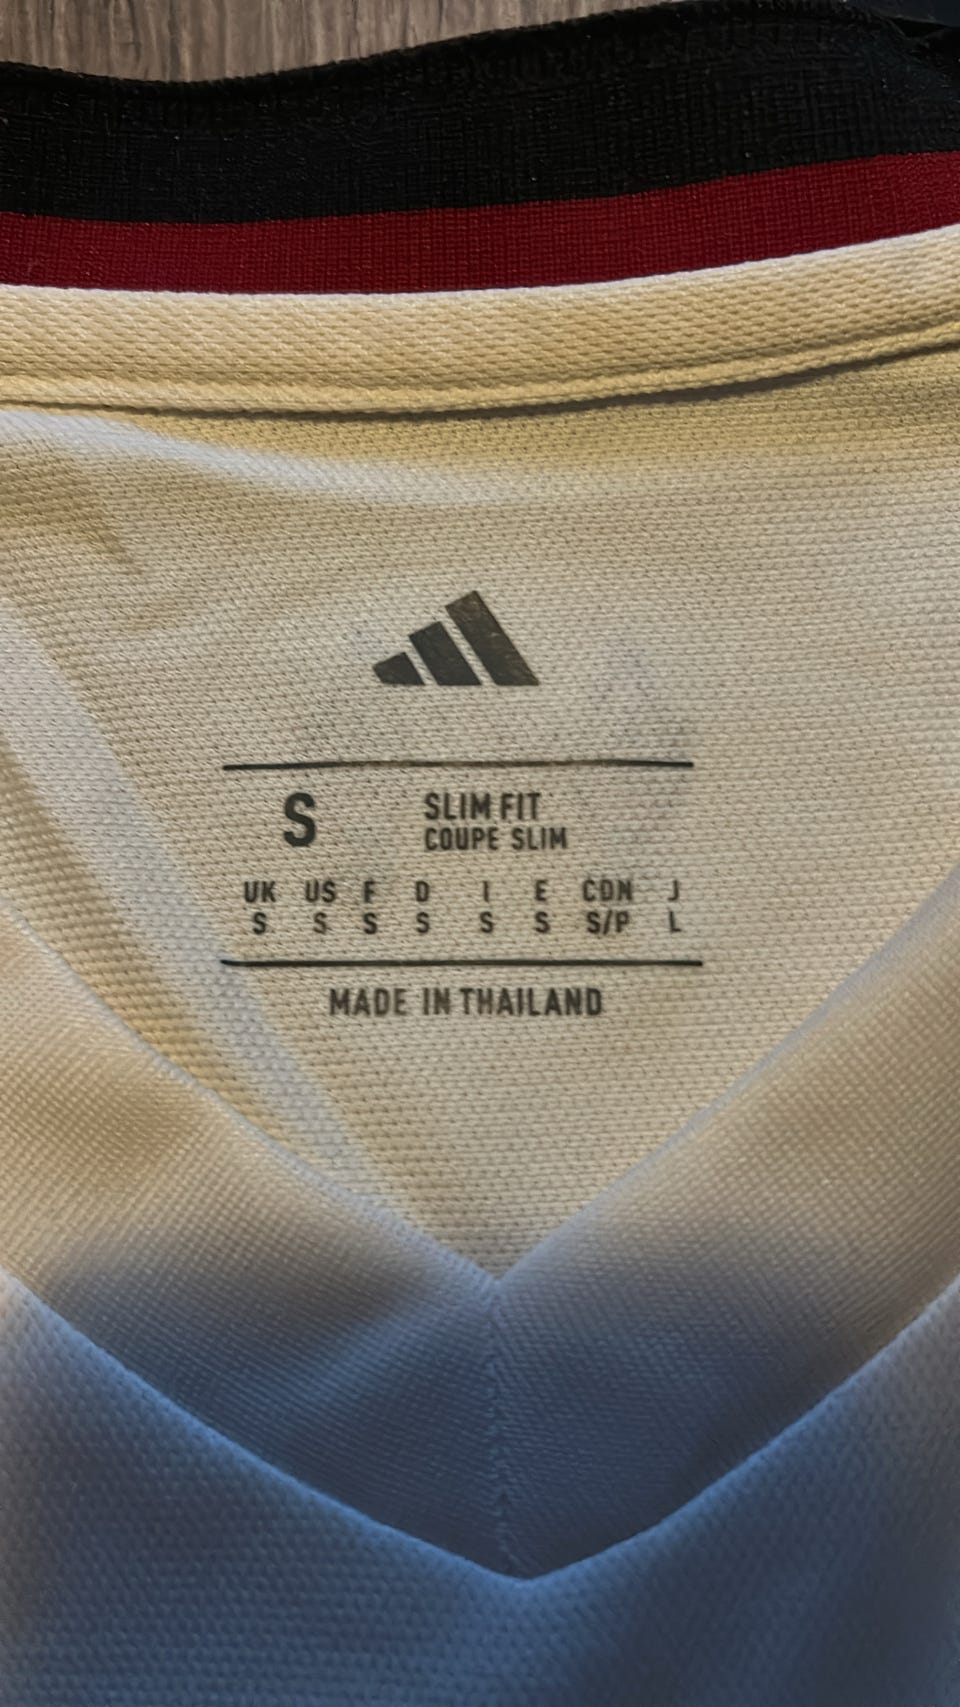 S
SLIM FIT
COUPE SLIM
UK US F D I E CDN J
S S S S S S S/P L
MADE IN THAILAND